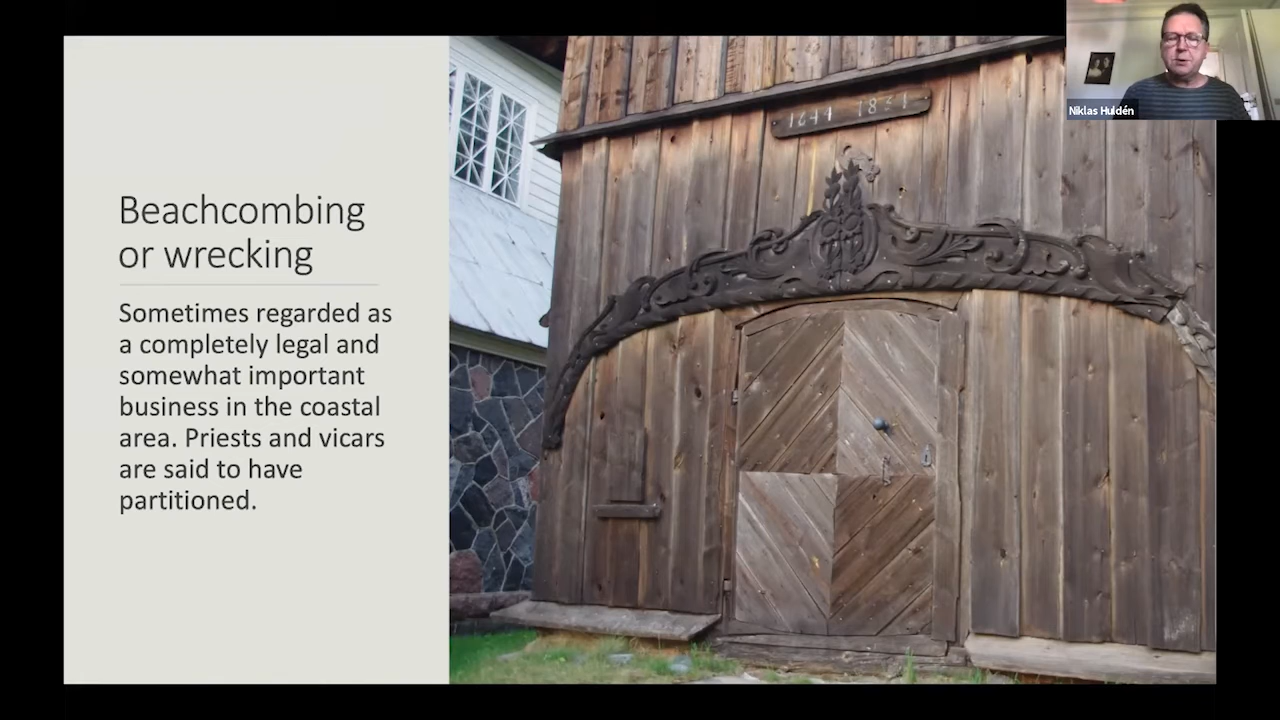 Beachcombing
or wrecking
Sometimes regarded as
a completely legal and
somewhat important
business in the coastal
area. Priests and vicars
are said to have
partitioned.
1831
Niklas Huldén